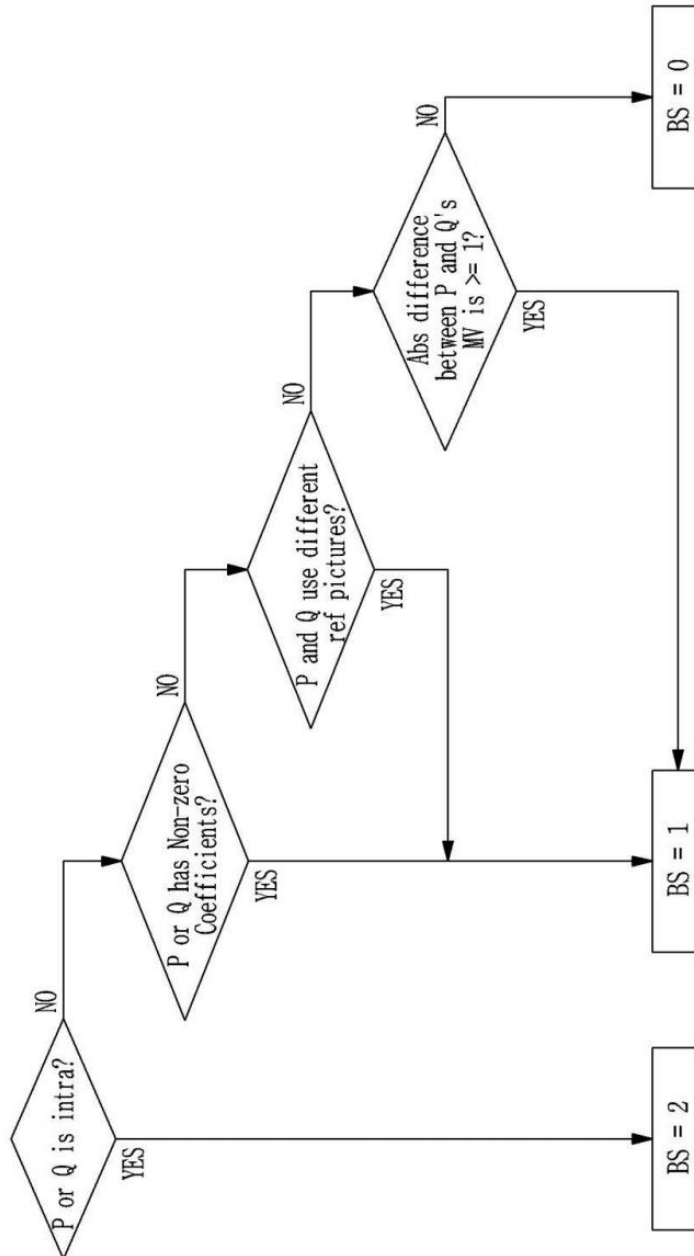 P or Q is intra?
NO
YES
P or Q has Non-zero
Coefficients?
NO
YES
P and Q use different
ref pictures?
NO
YES
Abs difference
between P and Q's
MV is >= 1?
NO
YES
BS = 2
BS = 1
BS = 0